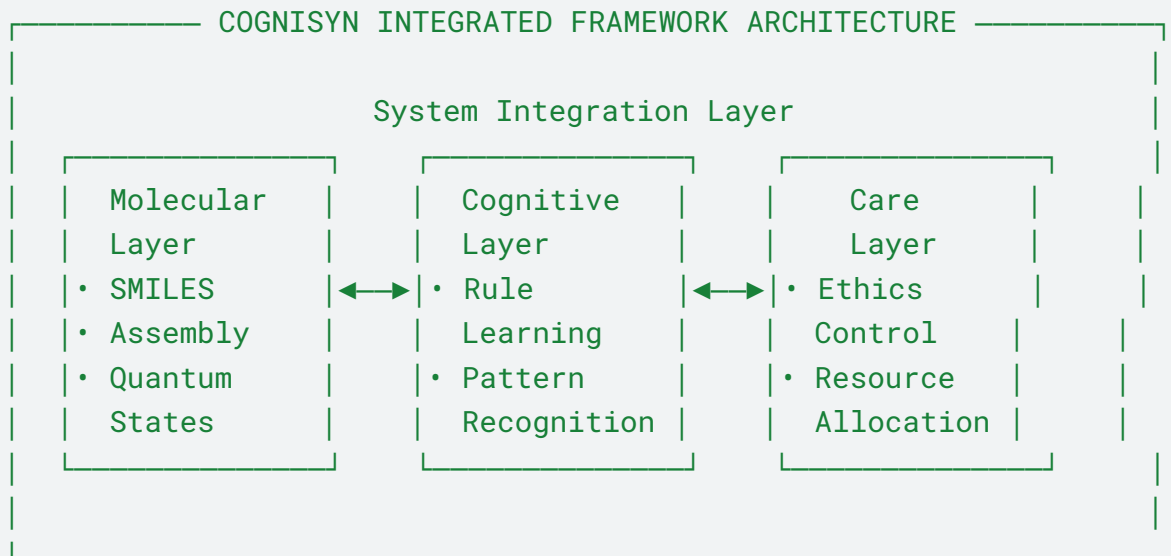 COGNISYN INTEGRATED FRAMEWORK ARCHITECTURE
System Integration Layer
Molecular Cognitive Care
Layer Layer Layer
• SMILES ◄──►• Rule ◄──►• Ethics
• Assembly Learning Control
• Quantum • Pattern • Resource
States Recognition Allocation